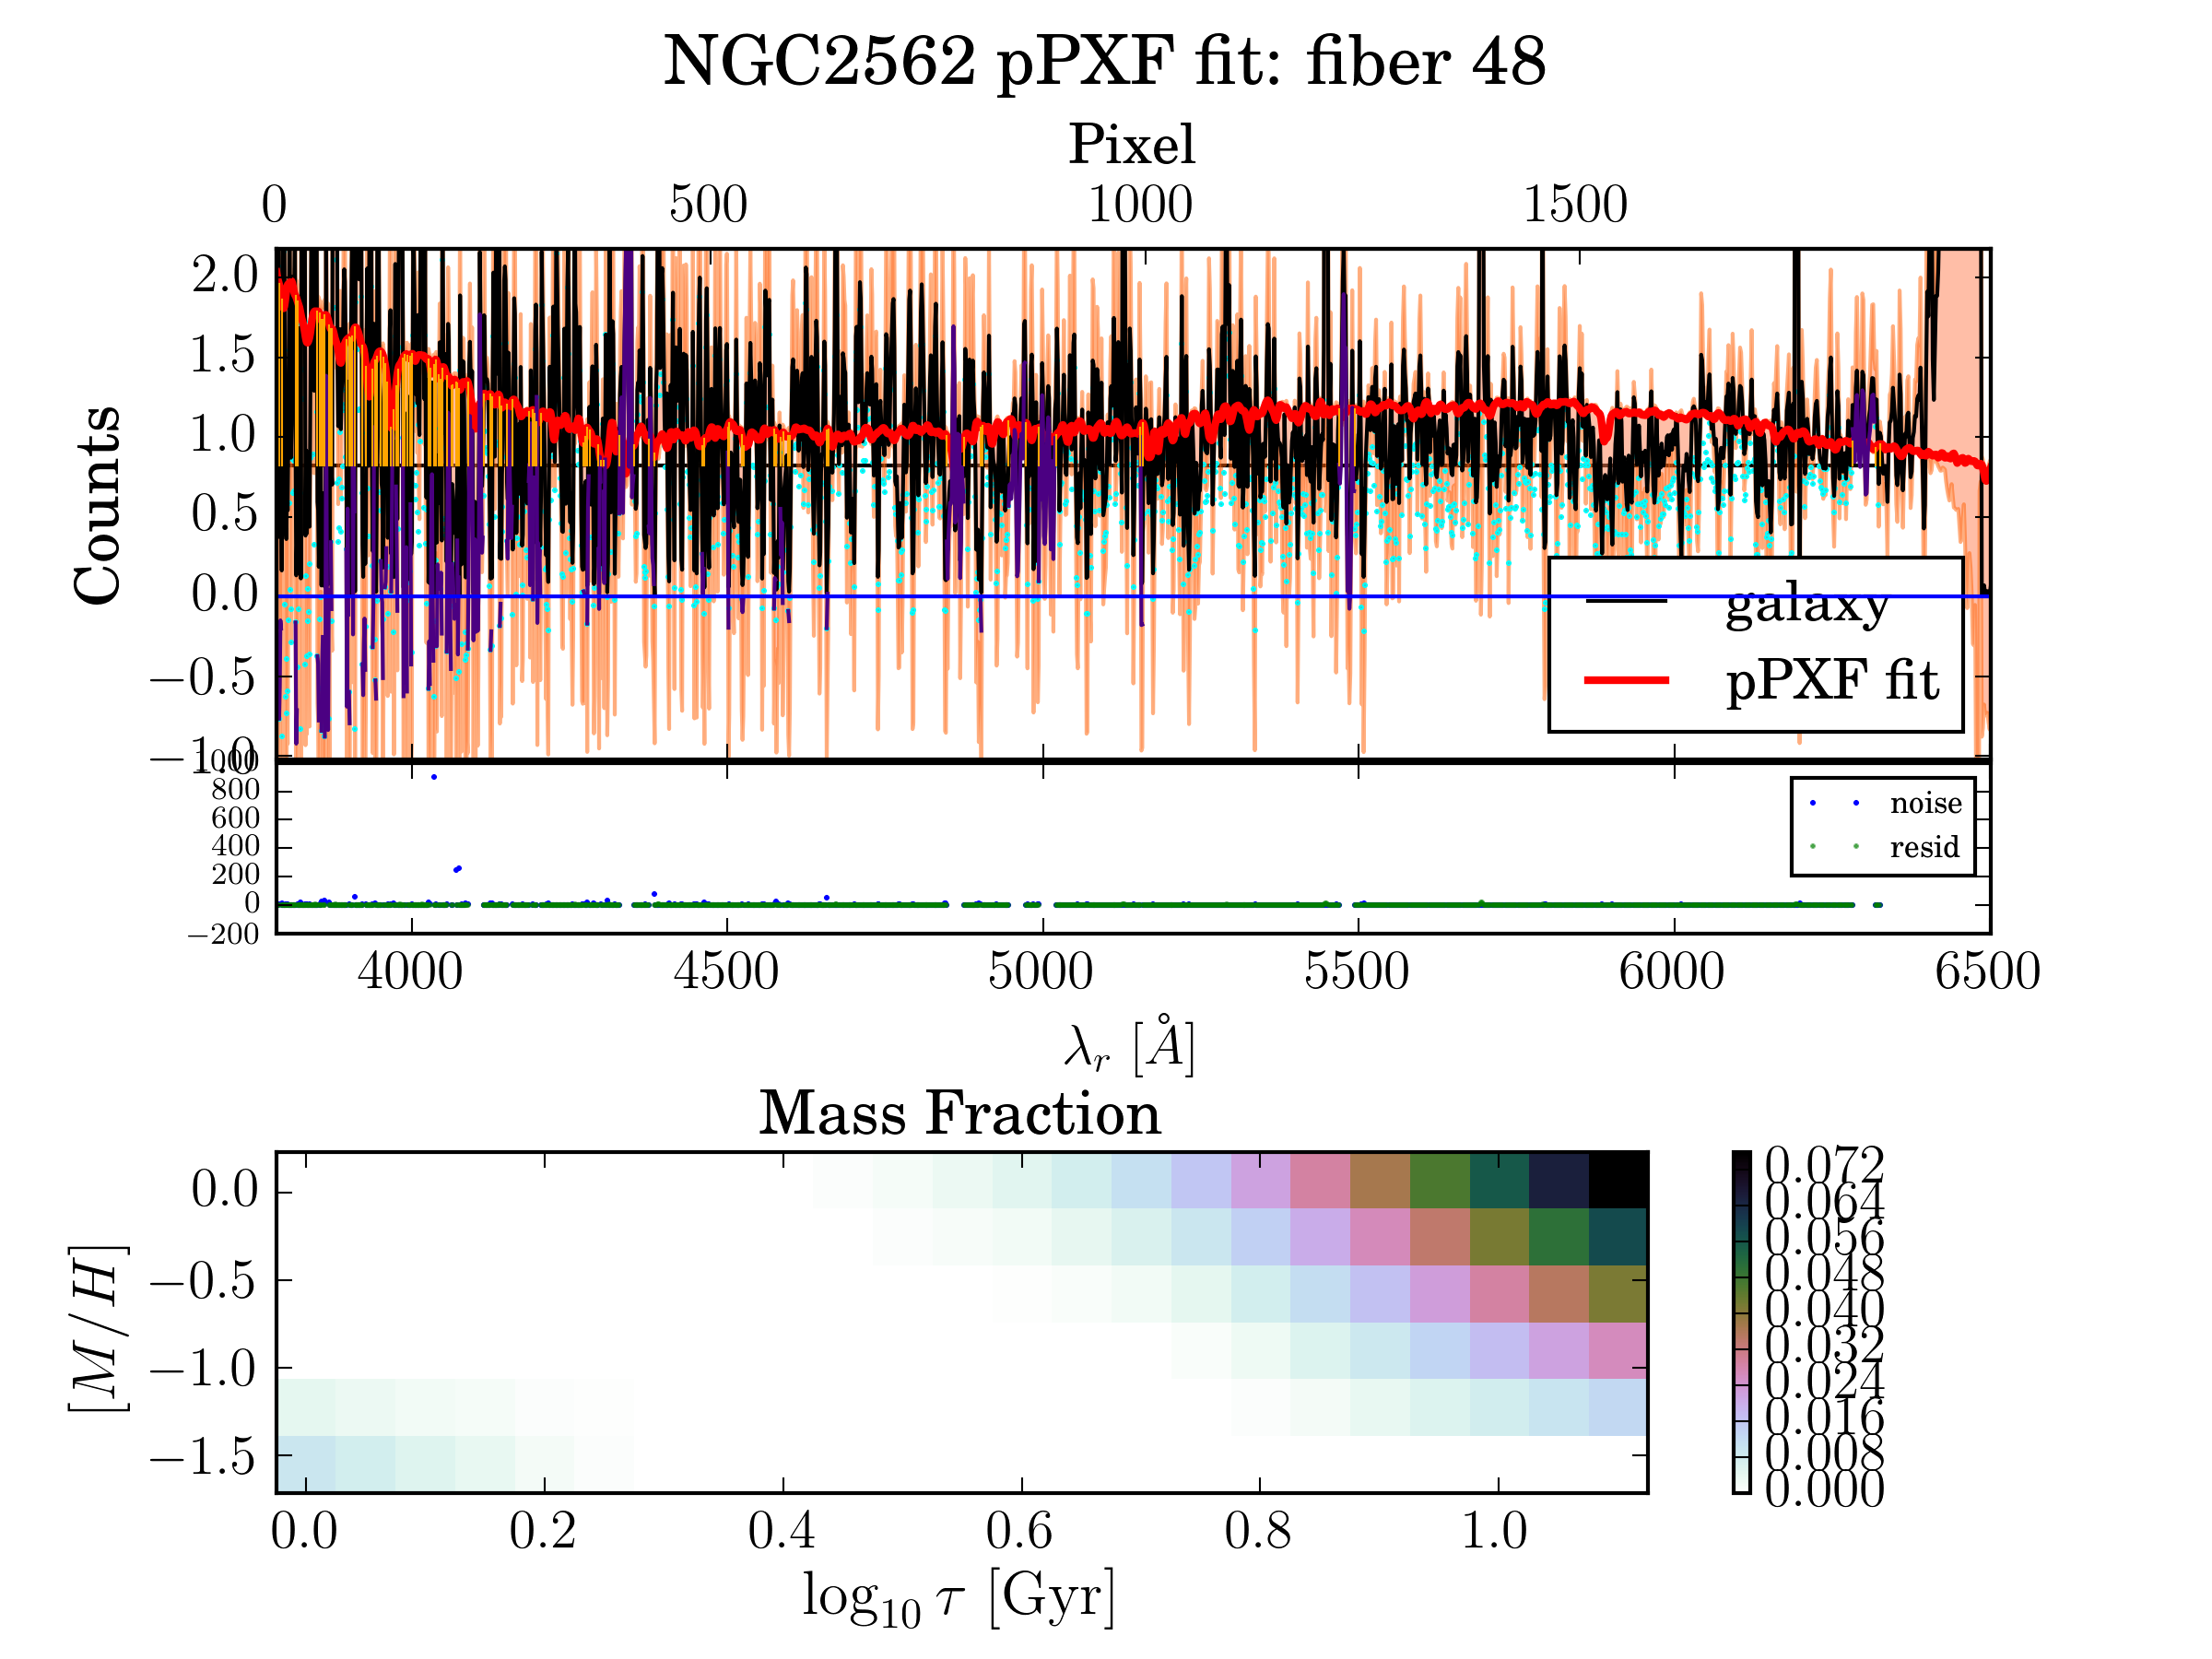 NGC2562 pPXF fit: fiber 48
Pixel
0 500 1000 1500
Counts
2.0
1.5
1.0
0.5
0.0
−0.5
−1.0
galaxy
pPXF fit
1000
800
600
400
200
0
−200
noise
resid
4000 4500 5000 5500 6000 6500
λr [Å]
Mass Fraction
[M/H]
0.0
−0.5
−1.0
−1.5
0.0 0.2 0.4 0.6 0.8 1.0
log10 τ [Gyr]
0.072
0.064
0.056
0.048
0.040
0.032
0.024
0.016
0.008
0.000